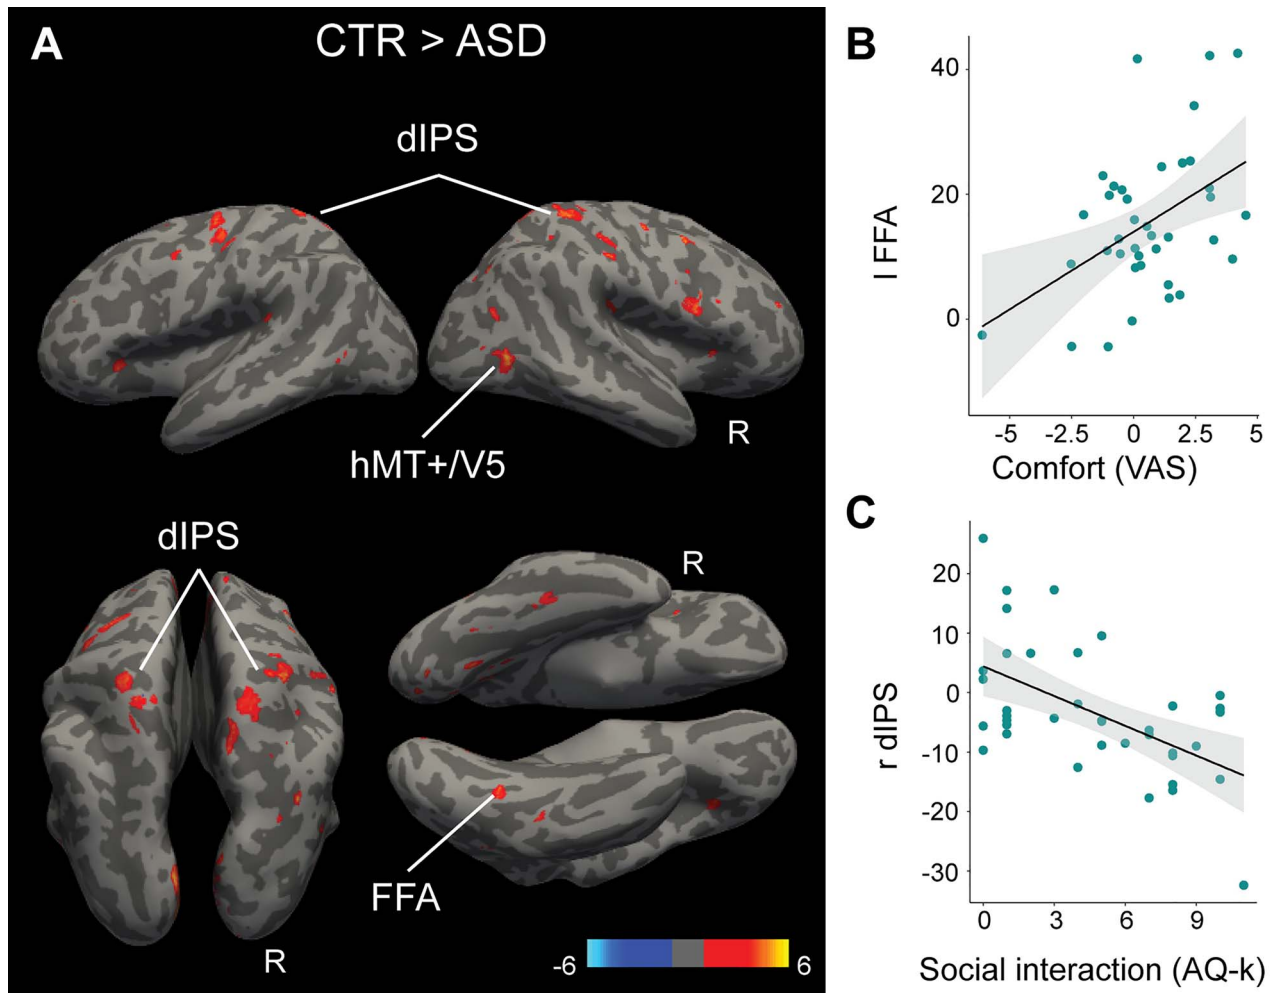 A
CTR > ASD
dIPS
R
hMT+/V5
dIPS
R
FFA
R
-6
6
B
40
20
0
l FFA
-5
-2.5
0
2.5
5
Comfort (VAS)
C
20
10
0
-10
-20
-30
r dIPS
0
3
6
9
Social interaction (AQ-k)